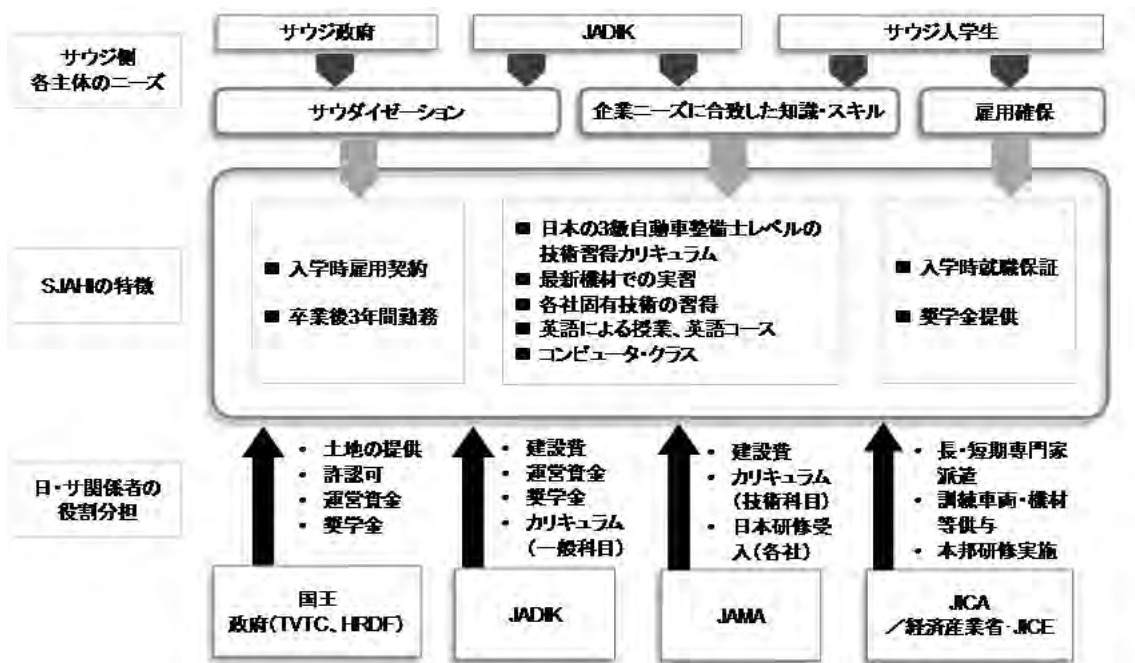 サウジ側
各主体のニーズ
サウジ政府
JADIK
サウジ人学生
サウダイゼーション
企業ニーズに合致した知識・スキル
雇用確保
SJAHIの特徴
■ 入学時雇用契約
■ 卒業後3年間勤務
■ 日本の3級自動車整備士レベルの
技術習得カリキュラム
■ 最新機材での実習
■ 各社固有技術の習得
■ 英語による授業、英語コース
■ コンピュータ・クラス
■ 入学時就職保証
■ 奨学金提供
日・サ関係者の
役割分担
• 土地の提供
• 許認可
• 運営資金
• 奨学金
• 建設費
• 運営資金
• 奨学金
• カリキュラム
(一般科目)
• 建設費
• カリキュラム
(技術科目)
• 日本研修受
入(各社)
• 長・短期専門家
派遣
• 訓練車両・機材
等供与
• 本邦研修実施
国王
政府(TVTC、HRDF)
JADIK
JAMA
JICA
／経済産業省・JICE